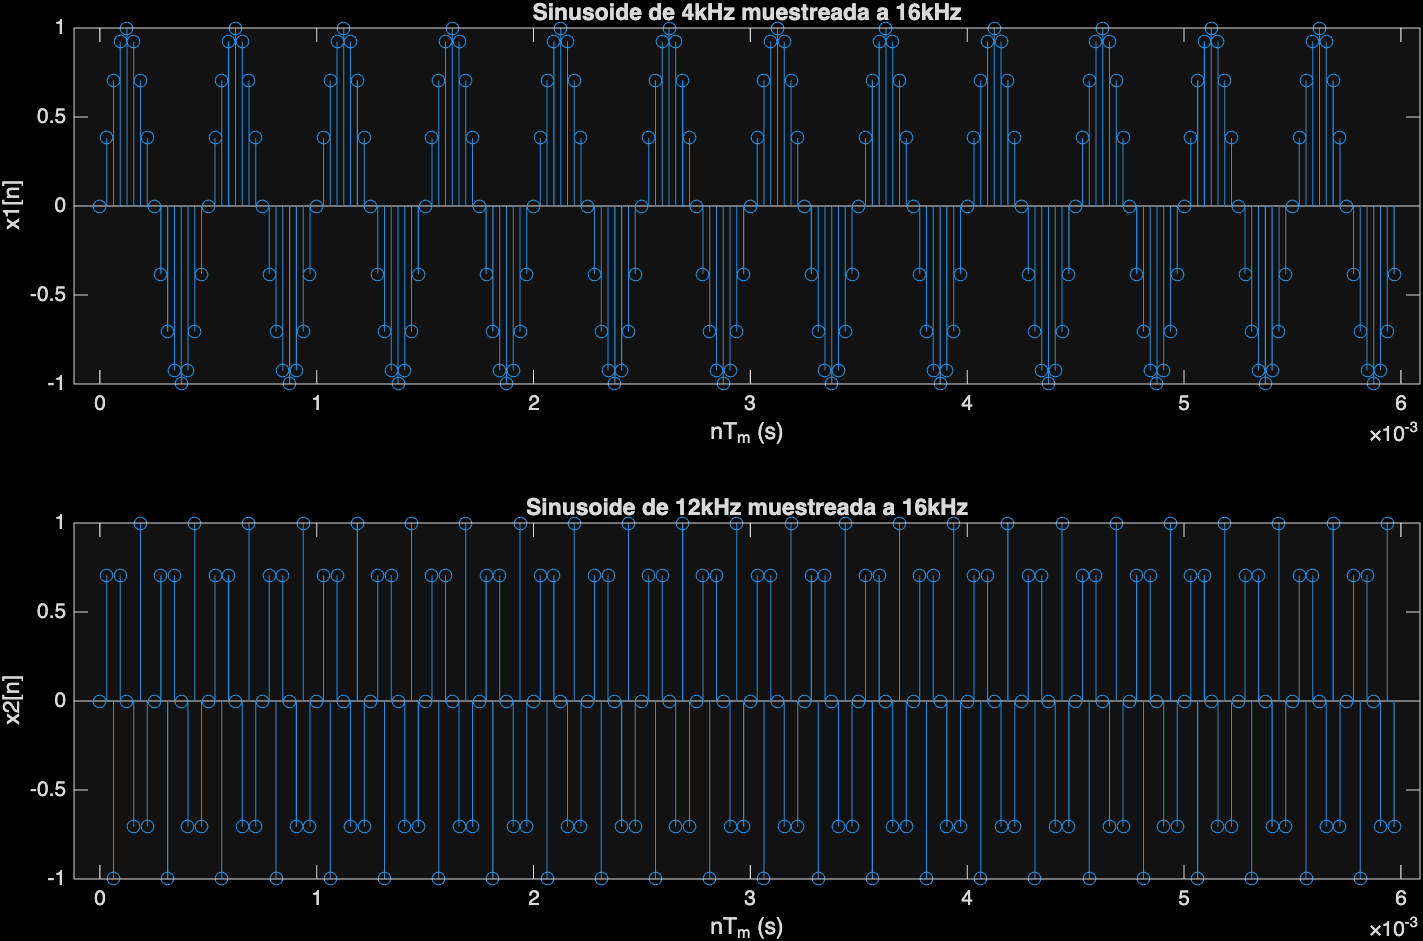 Sinusoide de 4kHz muestreada a 16kHz
1
0.5
0
-0.5
-1
x1[n]
0 1 2 3 4 5 6
nTm (s)
×10-3
Sinusoide de 12kHz muestreada a 16kHz
1
0.5
0
-0.5
-1
x2[n]
0 1 2 3 4 5 6
nTm (s)
×10-3